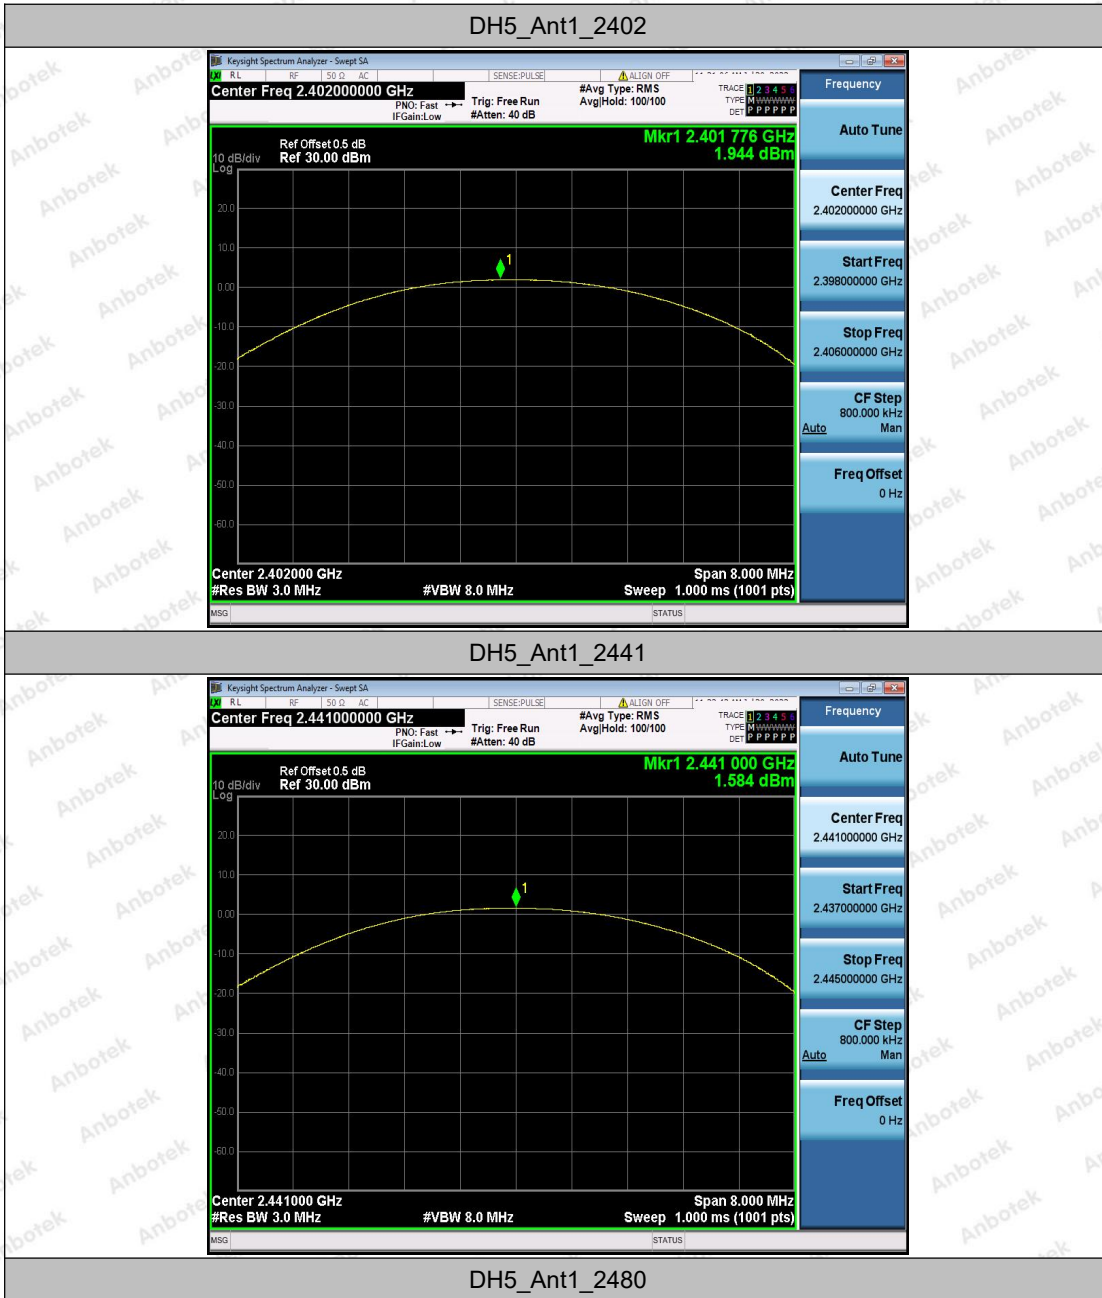 DH5_Ant1_2402
Keysight Spectrum Analyzer - Swept SA
RL RF 50 Ω AC SENSE:PULSE ALIGN OFF
Center Freq 2.402000000 GHz
PNO: Fast
IFGain:Low
Trig: Free Run
#Atten: 40 dB
#Avg Type: RMS
Avg|Hold: 100/100
TRACE 1 2 3 4 5 6
TYPE M W W W W W
DET P P P P P P
Ref Offset 0.5 dB
10 dB/div Ref 30.00 dBm
Log
Mkr1 2.401 776 GHz
1.944 dBm
20.0
10.0
0.00
-10.0
-20.0
-30.0
-40.0
-50.0
-60.0
1
Center 2.402000 GHz Span 8.000 MHz
#Res BW 3.0 MHz #VBW 8.0 MHz Sweep 1.000 ms (1001 pts)
MSG STATUS
Frequency
Auto Tune
Center Freq
2.402000000 GHz
Start Freq
2.398000000 GHz
Stop Freq
2.406000000 GHz
CF Step
800.000 kHz
Auto Man
Freq Offset
0 Hz
DH5_Ant1_2441
Keysight Spectrum Analyzer - Swept SA
RL RF 50 Ω AC SENSE:PULSE ALIGN OFF
Center Freq 2.441000000 GHz
PNO: Fast
IFGain:Low
Trig: Free Run
#Atten: 40 dB
#Avg Type: RMS
Avg|Hold: 100/100
TRACE 1 2 3 4 5 6
TYPE M W W W W W
DET P P P P P P
Ref Offset 0.5 dB
10 dB/div Ref 30.00 dBm
Log
Mkr1 2.441 000 GHz
1.584 dBm
20.0
10.0
0.00
-10.0
-20.0
-30.0
-40.0
-50.0
-60.0
1
Center 2.441000 GHz Span 8.000 MHz
#Res BW 3.0 MHz #VBW 8.0 MHz Sweep 1.000 ms (1001 pts)
MSG STATUS
Frequency
Auto Tune
Center Freq
2.441000000 GHz
Start Freq
2.437000000 GHz
Stop Freq
2.445000000 GHz
CF Step
800.000 kHz
Auto Man
Freq Offset
0 Hz
DH5_Ant1_2480
Anbotek